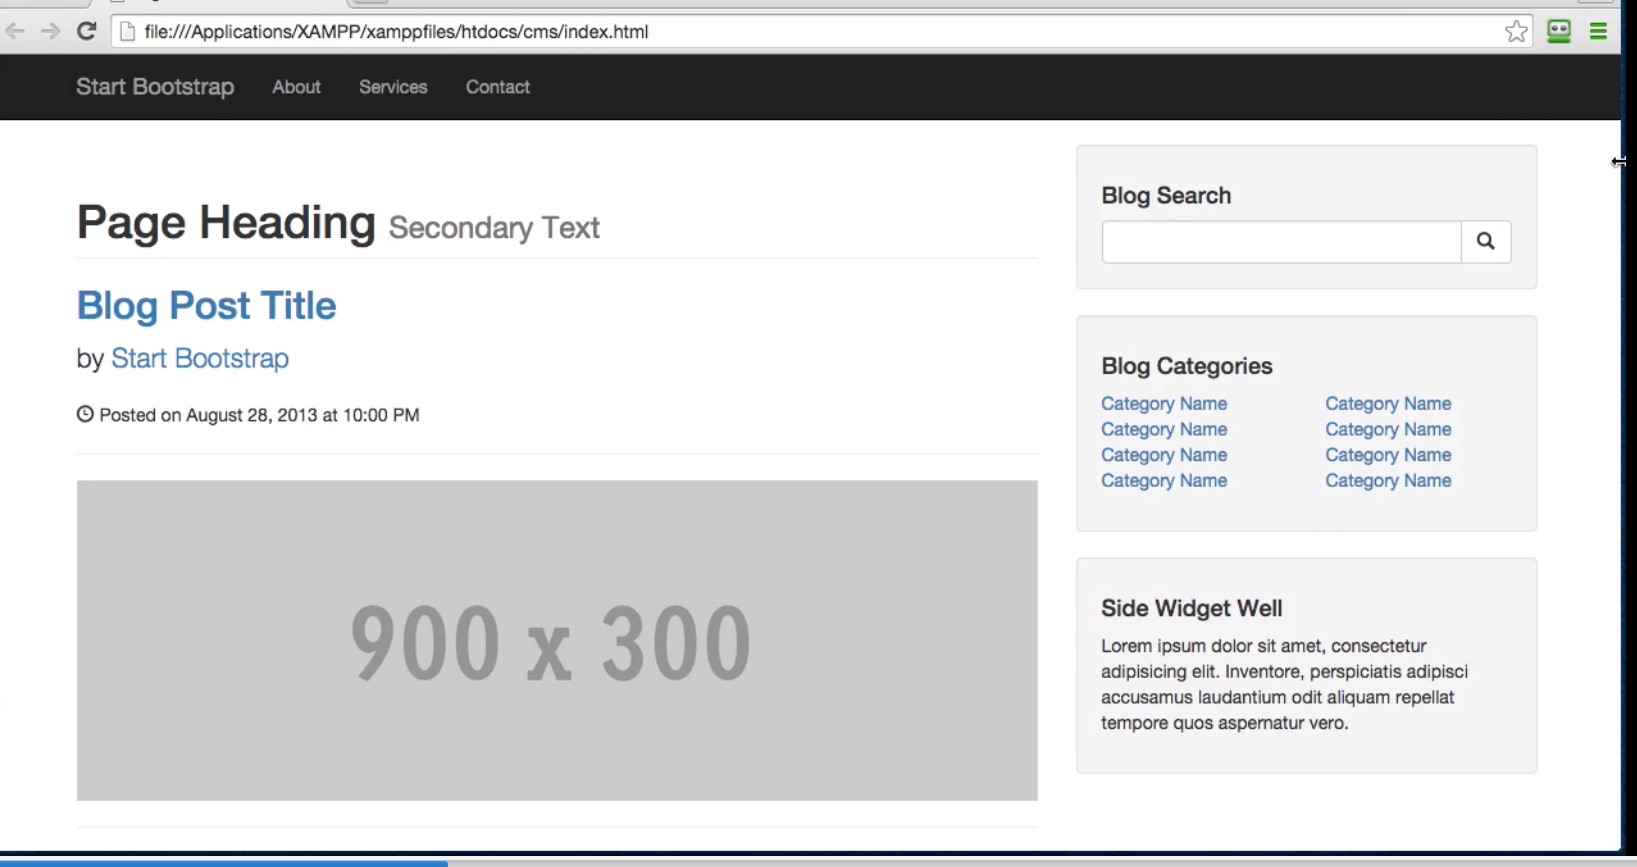 file:///Applications/XAMPP/xamppfiles/htdocs/cms/index.html
Start Bootstrap About Services Contact
Page Heading Secondary Text
Blog Post Title
by Start Bootstrap
Posted on August 28, 2013 at 10:00 PM
900 x 300
Blog Search
Blog Categories
Category Name Category Name
Category Name Category Name
Category Name Category Name
Category Name Category Name
Side Widget Well
Lorem ipsum dolor sit amet, consectetur
adipisicing elit. Inventore, perspiciatis adipisci
accusamus laudantium odit aliquam repellat
tempore quos aspernatur vero.